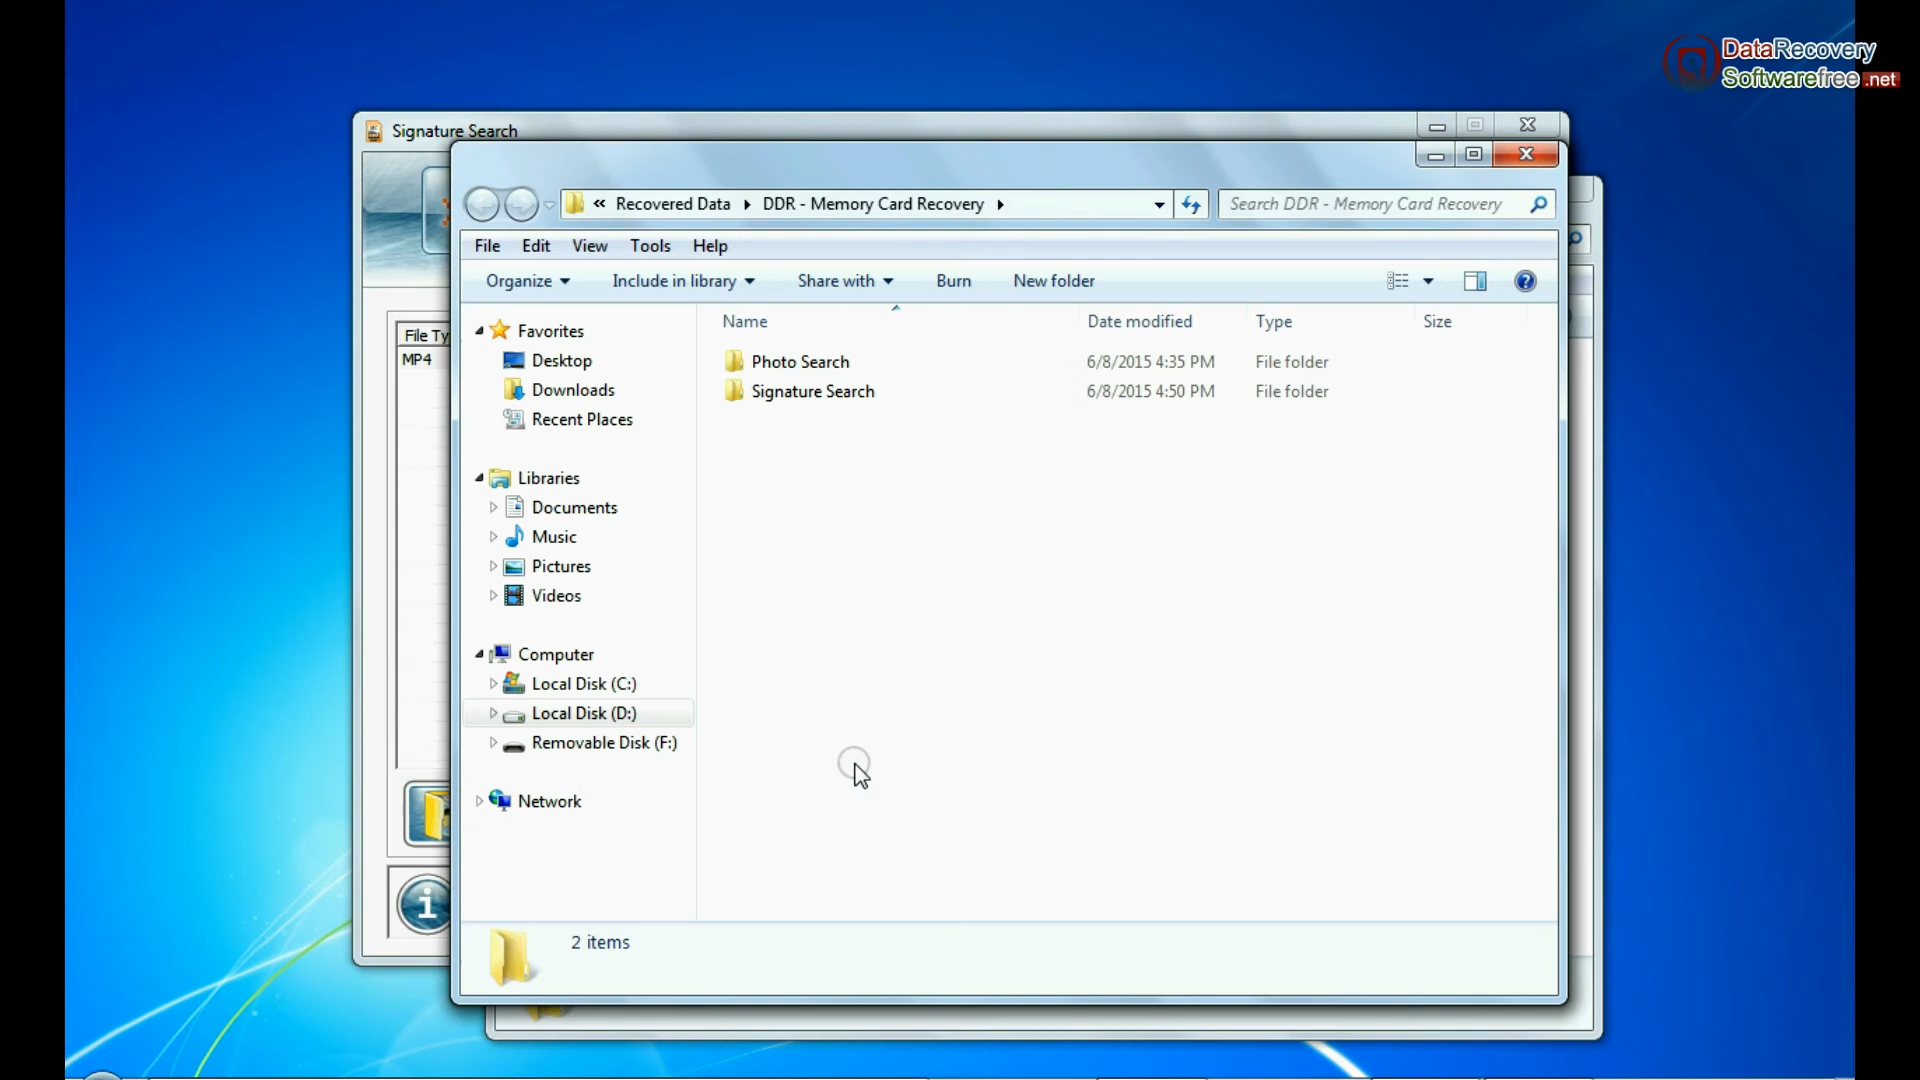 DataRecovery
Softwarefree.net
Signature Search
« Recovered Data DDR - Memory Card Recovery
Search DDR - Memory Card Recovery
File Edit View Tools Help
Organize Include in library Share with Burn New folder
Name Date modified Type Size
Favorites
Desktop
Downloads
Recent Places
Libraries
Documents
Music
Pictures
Videos
Computer
Local Disk (C:)
Local Disk (D:)
Removable Disk (F:)
Network
Photo Search 6/8/2015 4:35 PM File folder
Signature Search 6/8/2015 4:50 PM File folder
File Ty
MP4
2 items